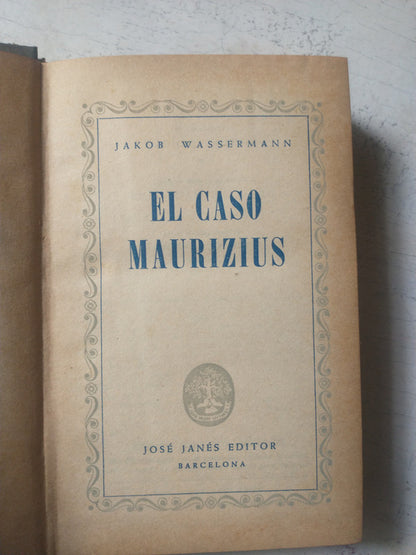 JAKOB WASSERMANN
EL CASO
MAURIZIUS
JOSÉ JANÉS EDITOR
BARCELONA